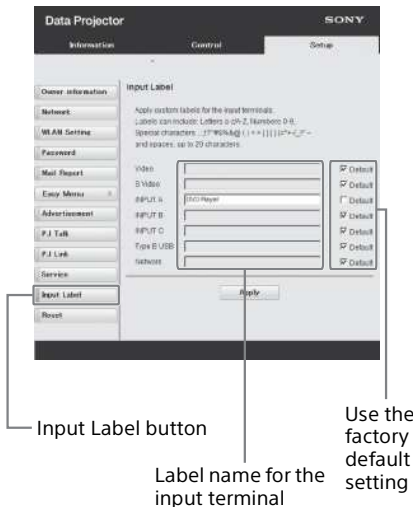 Data Projector
SONY
Information
Control
Setup
Owner information
Network
WLAN Setting
Password
Mail Report
Easy Menu
Advertisement
PJ Talk
PJ Link
Service
Input Label
Reset
Input Label
Apply custom labels for the input terminals.
Labels can include: Letters a-z/A-Z, Numbers 0-9,
Special characters
and spaces, up to 20 characters.
Video
Default
S Video
Default
INPUT A
DVD Player
Default
INPUT B
Default
INPUT C
Default
Type B USB
Default
Network
Default
Apply
Input Label button
Label name for the
input terminal
Use the
factory
default
setting